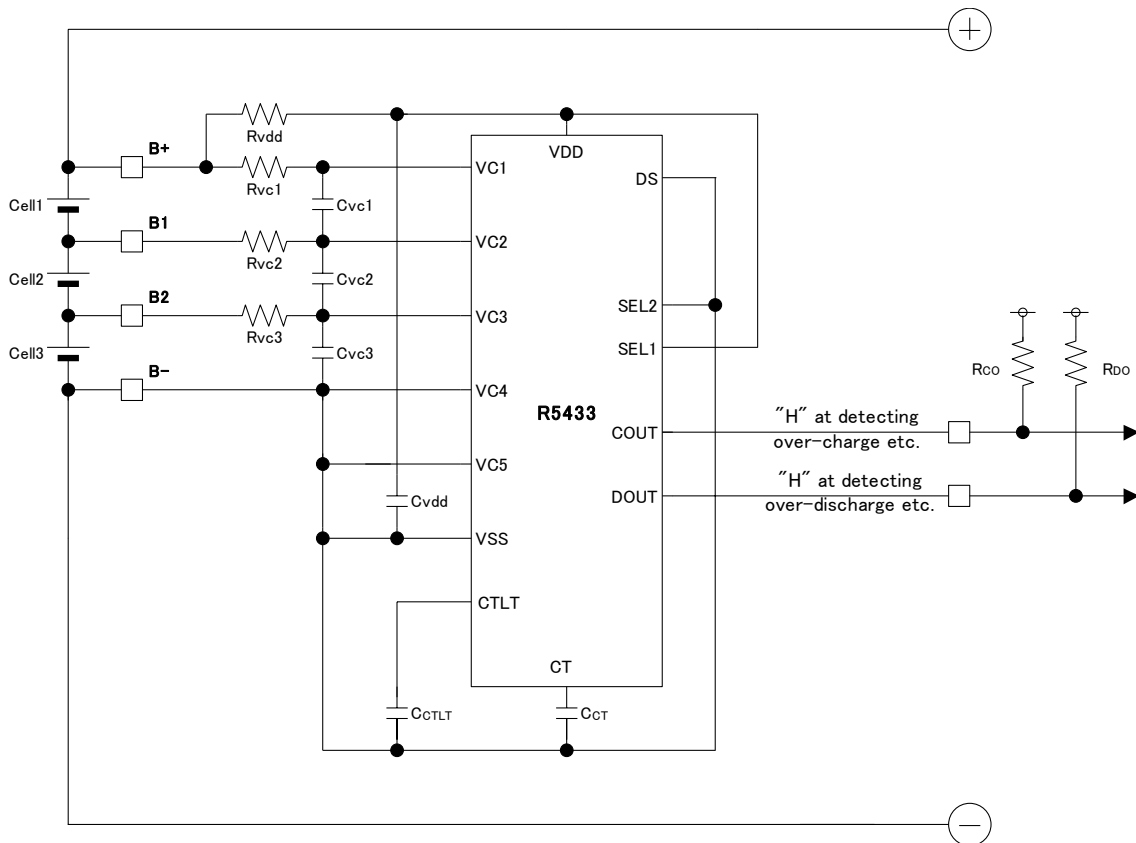 +
Rvdd
B+
Rvc1
VC1
VDD
DS
Cell1
Cvc1
B1
Rvc2
VC2
Cell2
Cvc2
B2
Rvc3
VC3
SEL2
SEL1
Cell3
Cvc3
B-
VC4
R5433
RCO
RDO
COUT
"H" at detecting
over-charge etc.
VC5
Cvdd
DOUT
"H" at detecting
over-discharge etc.
VSS
CTLT
CT
CCTLT
CCT
−